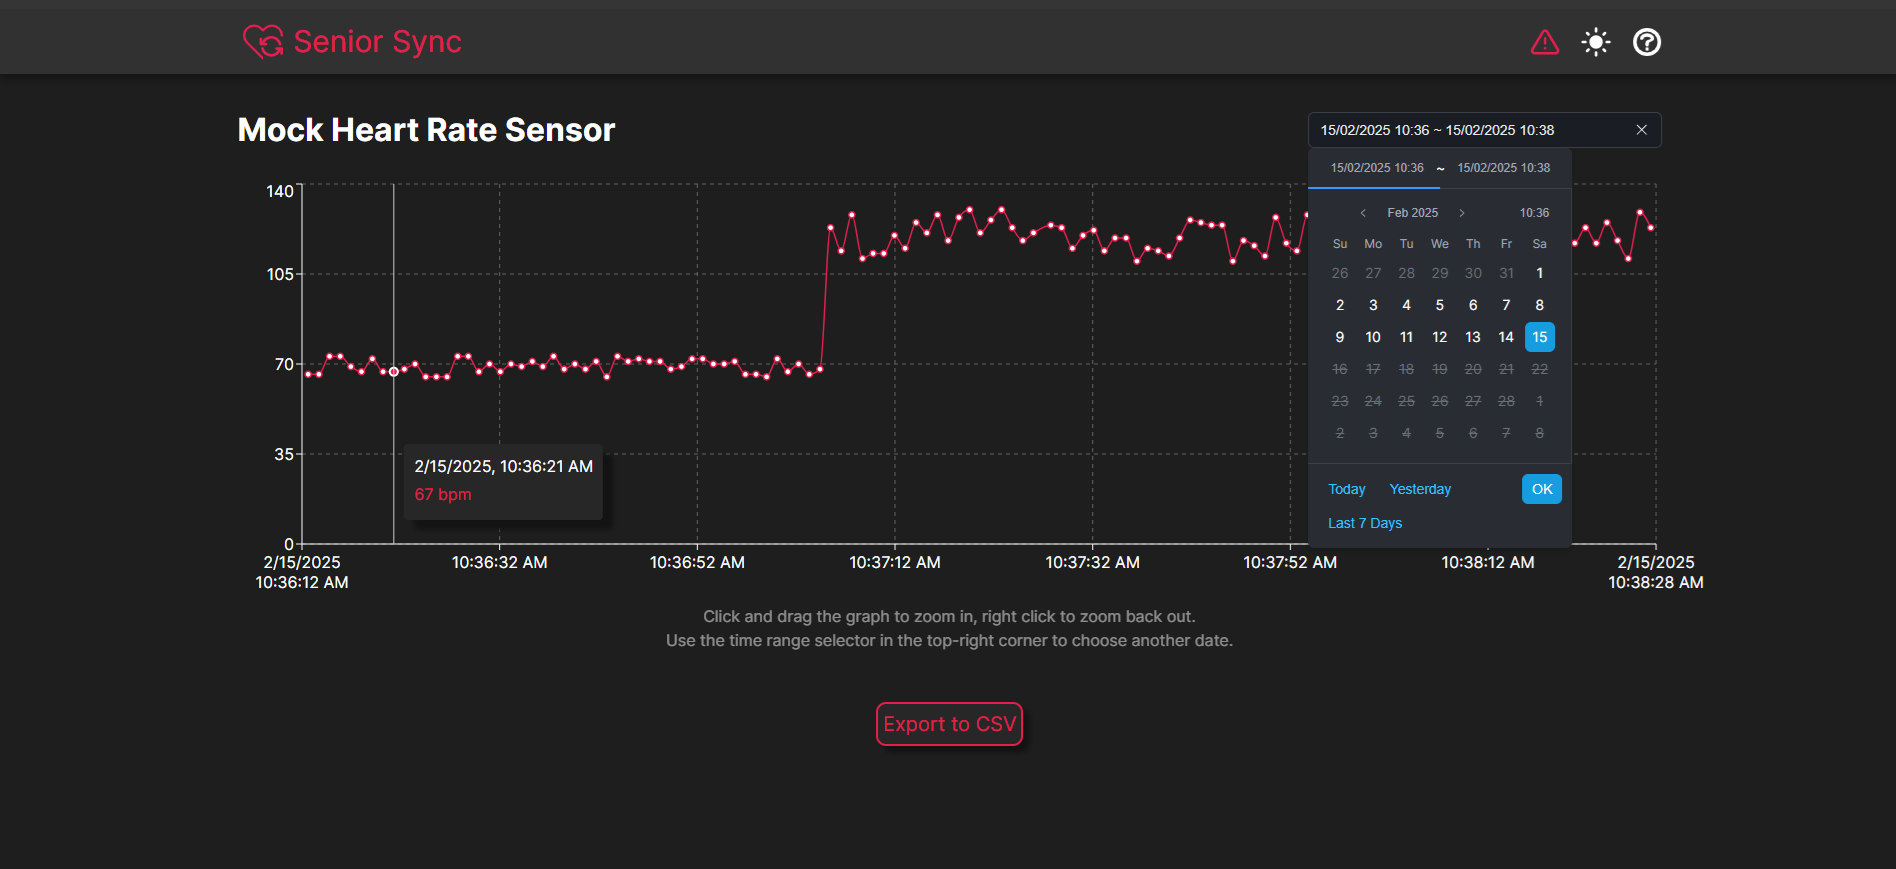 Senior Sync
Mock Heart Rate Sensor
15/02/2025 10:36 ~ 15/02/2025 10:38
15/02/2025 10:36 ~ 15/02/2025 10:38
Feb 2025 10:36
Su Mo Tu We Th Fr Sa
26 27 28 29 30 31 1
2 3 4 5 6 7 8
9 10 11 12 13 14 15
16 17 18 19 20 21 22
23 24 25 26 27 28 1
2 3 4 5 6 7 8
Today Yesterday OK
Last 7 Days
140
105
70
35
0
2/15/2025, 10:36:21 AM
67 bpm
2/15/2025 10:36:32 AM 10:36:52 AM 10:37:12 AM 10:37:32 AM 10:37:52 AM 10:38:12 AM 2/15/2025
10:36:12 AM 10:38:28 AM
Click and drag the graph to zoom in, right click to zoom back out.
Use the time range selector in the top-right corner to choose another date.
Export to CSV